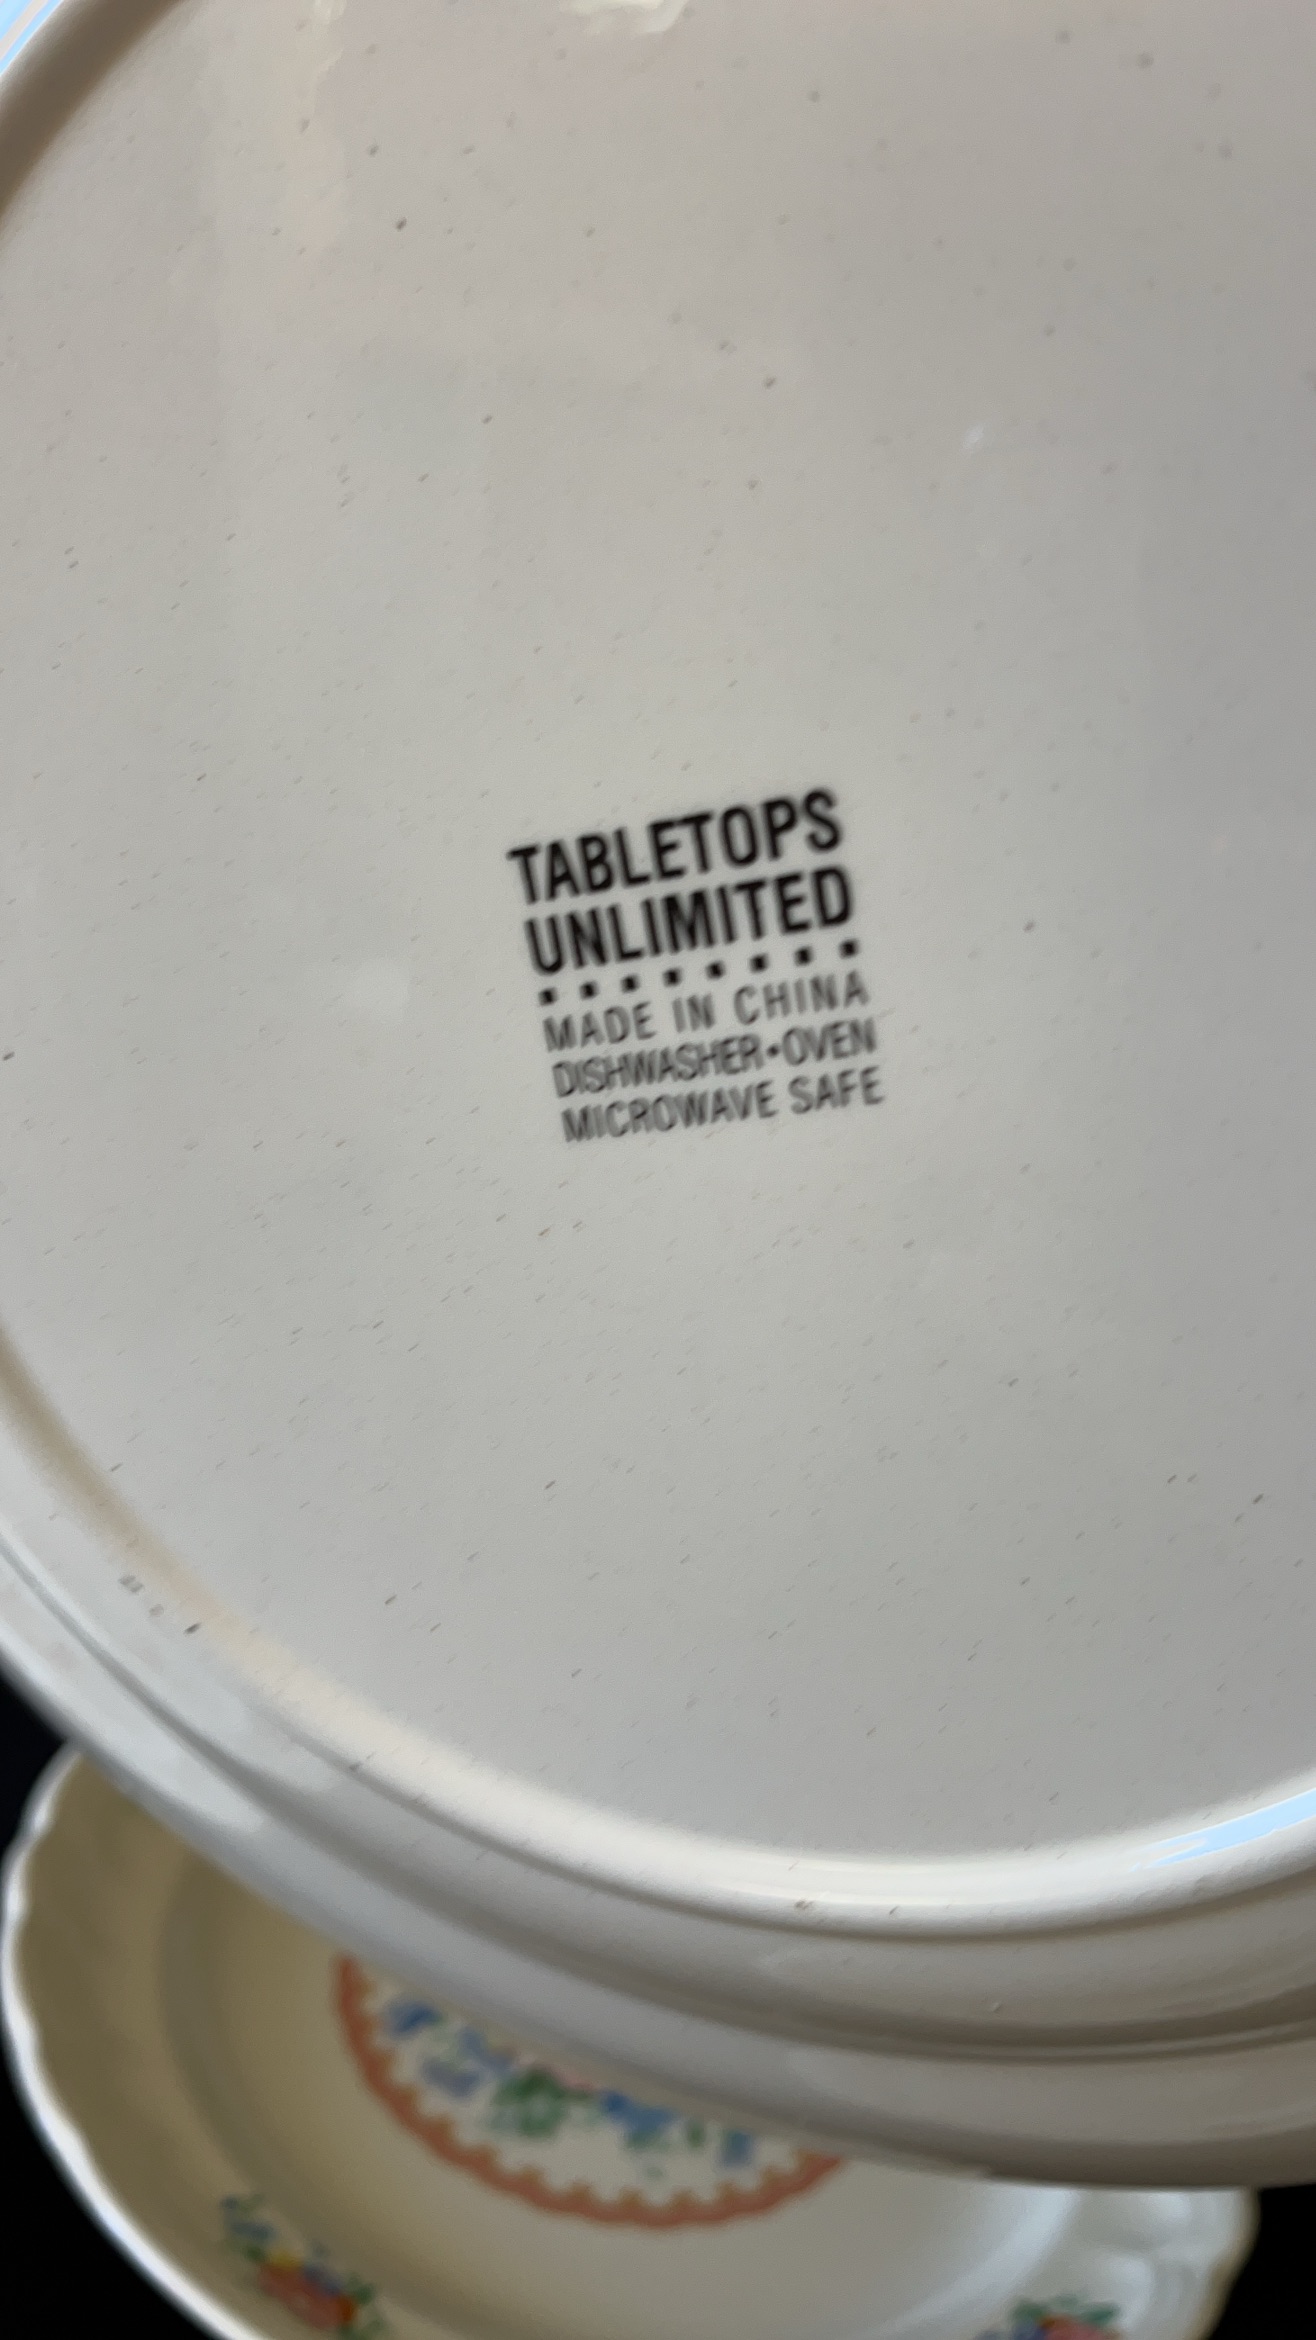 TABLETOPS
UNLIMITED
MADE IN CHINA
DISHWASHER•OVEN
MICROWAVE SAFE